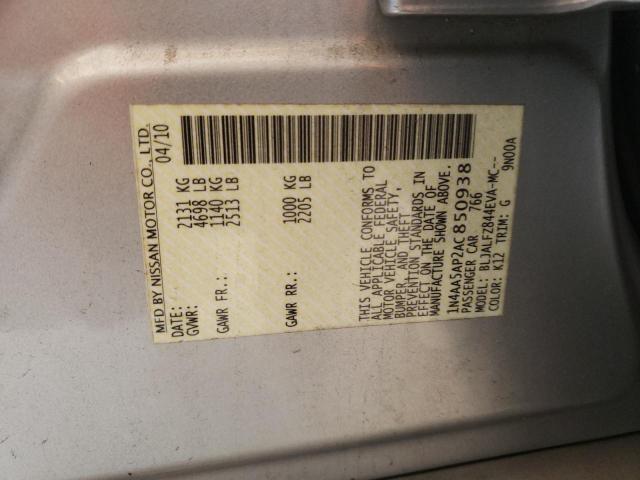 MFD BY NISSAN MOTOR CO., LTD.
DATE: 04/10
GVWR: 2131 KG
4698 LB
GAWR FR.: 1140 KG
2513 LB
GAWR RR.: 1000 KG
2205 LB
THIS VEHICLE CONFORMS TO
ALL APPLICABLE FEDERAL
MOTOR VEHICLE SAFETY,
BUMPER, AND THEFT
PREVENTION STANDARDS IN
EFFECT ON THE DATE OF
MANUFACTURE SHOWN ABOVE.
1N4AA5AP2AC850938
PASSENGER CAR 766
MODEL: BLJALFZ844EVA-MC--
COLOR: K12 TRIM: G 9N00A